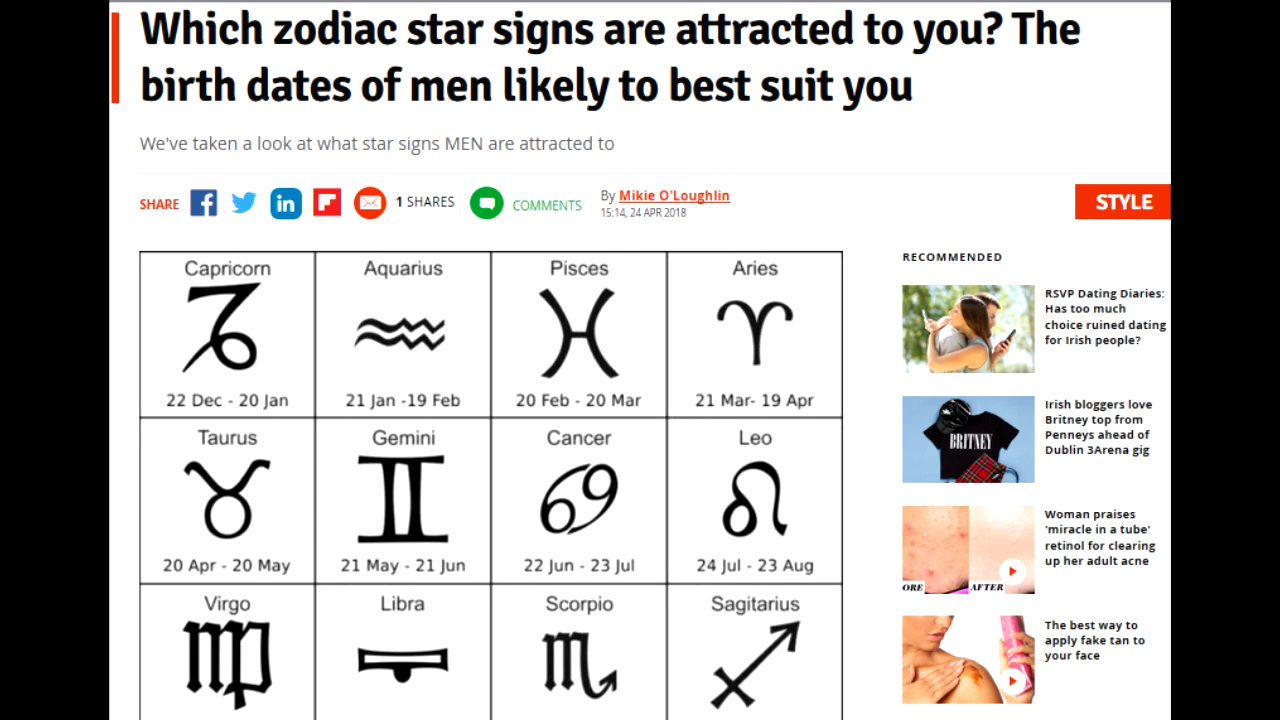 Which zodiac star signs are attracted to you? The
birth dates of men likely to best suit you
We've taken a look at what star signs MEN are attracted to
SHARE
in
1 SHARES
COMMENTS
By Mikie O'Loughlin
15:14, 24 APR 2018
STYLE
Capricorn Aquarius Pisces Aries
22 Dec - 20 Jan 21 Jan -19 Feb 20 Feb - 20 Mar 21 Mar- 19 Apr
Taurus Gemini Cancer Leo
20 Apr - 20 May 21 May - 21 Jun 22 Jun - 23 Jul 24 Jul - 23 Aug
Virgo Libra Scorpio Sagitarius
RECOMMENDED
RSVP Dating Diaries:
Has too much
choice ruined dating
for Irish people?
BRITNEY
Irish bloggers love
Britney top from
Penneys ahead of
Dublin 3Arena gig
ORE AFTER
Woman praises
'miracle in a tube'
retinol for clearing
up her adult acne
The best way to
apply fake tan to
your face